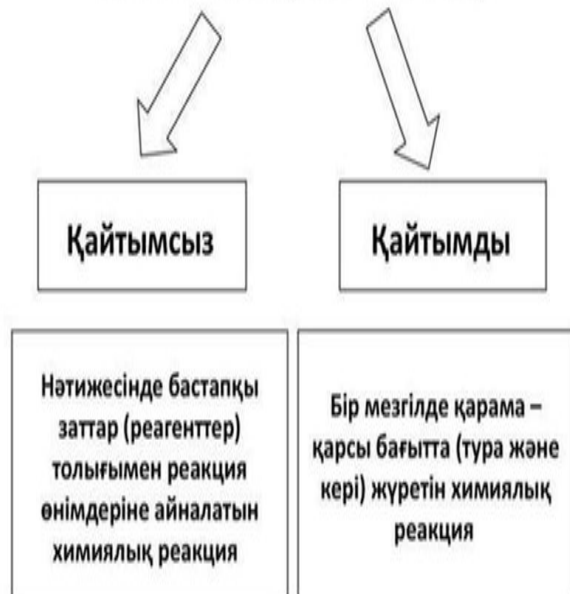 Қайтымсыз
Қайтымды
Нәтижесінде бастапқы
заттар (реагенттер)
толығымен реакция
өнімдеріне айналатын
химиялық реакция
Бір мезгілде қарама –
қарсы бағытта (тура және
кері) жүретін химиялық
реакция